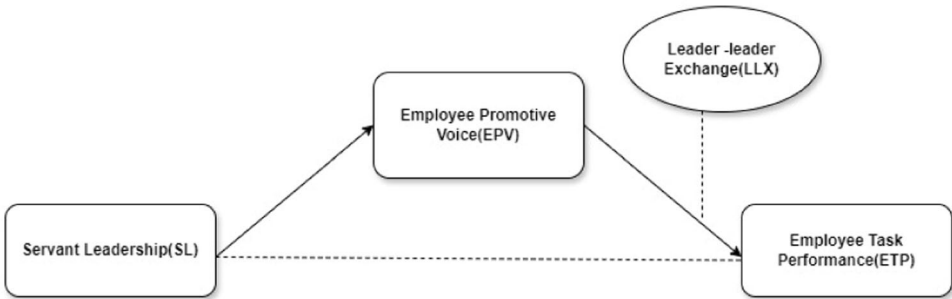 Leader -leader
Exchange(LLX)
Employee Promotive
Voice(EPV)
Servant Leadership(SL)
Employee Task
Performance(ETP)